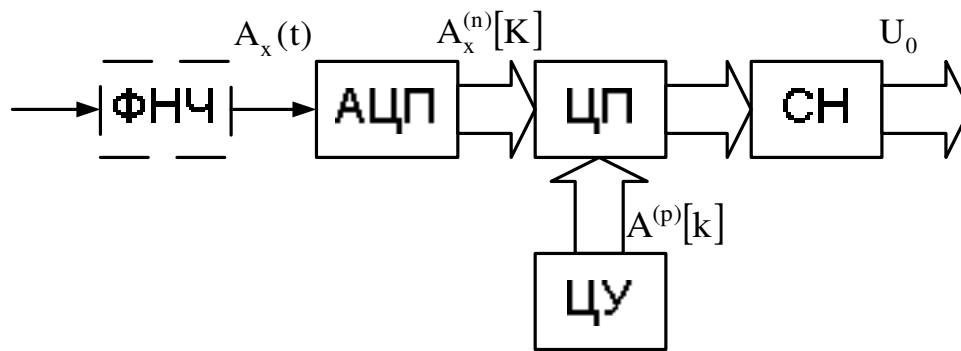 A_x(t) A_x^(n)[K] U_0
ФНЧ АЦП ЦП СН
A^(p)[k]
ЦУ